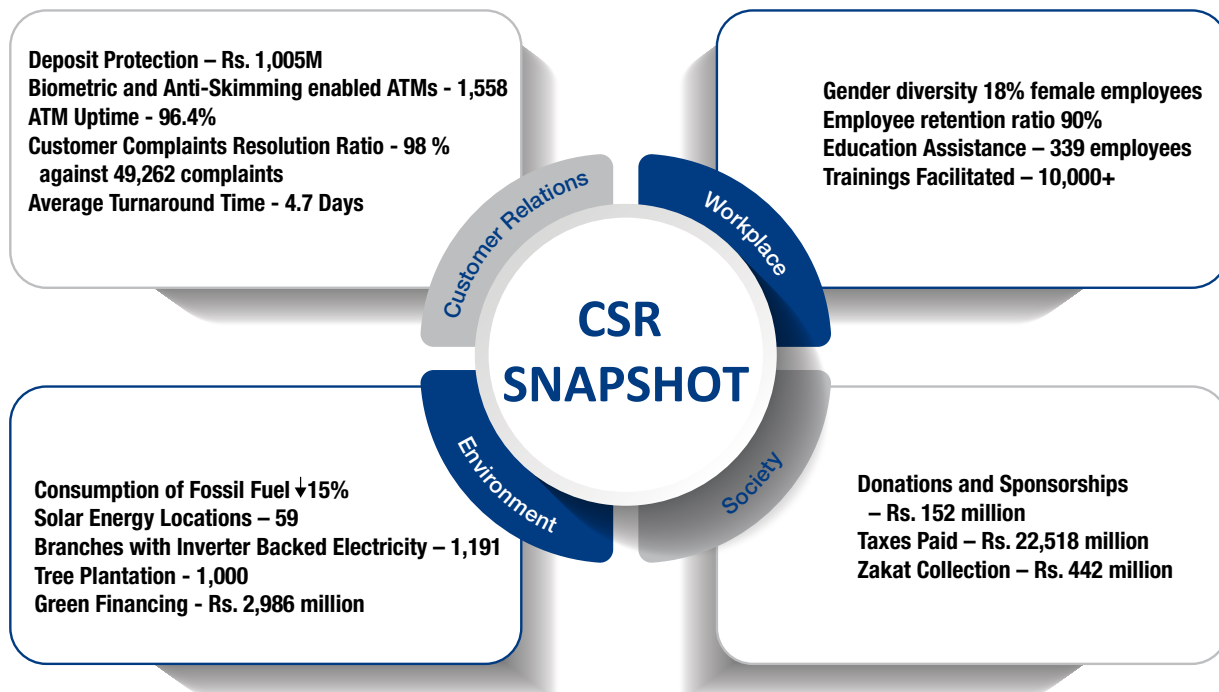 Deposit Protection – Rs. 1,005M
Biometric and Anti-Skimming enabled ATMs - 1,558
ATM Uptime - 96.4%
Customer Complaints Resolution Ratio - 98 %
against 49,262 complaints
Average Turnaround Time - 4.7 Days
Customer Relations
Gender diversity 18% female employees
Employee retention ratio 90%
Education Assistance – 339 employees
Trainings Facilitated – 10,000+
Workplace
CSR
SNAPSHOT
Consumption of Fossil Fuel ↓15%
Solar Energy Locations – 59
Branches with Inverter Backed Electricity – 1,191
Tree Plantation - 1,000
Green Financing - Rs. 2,986 million
Environment
Society
Donations and Sponsorships
– Rs. 152 million
Taxes Paid – Rs. 22,518 million
Zakat Collection – Rs. 442 million